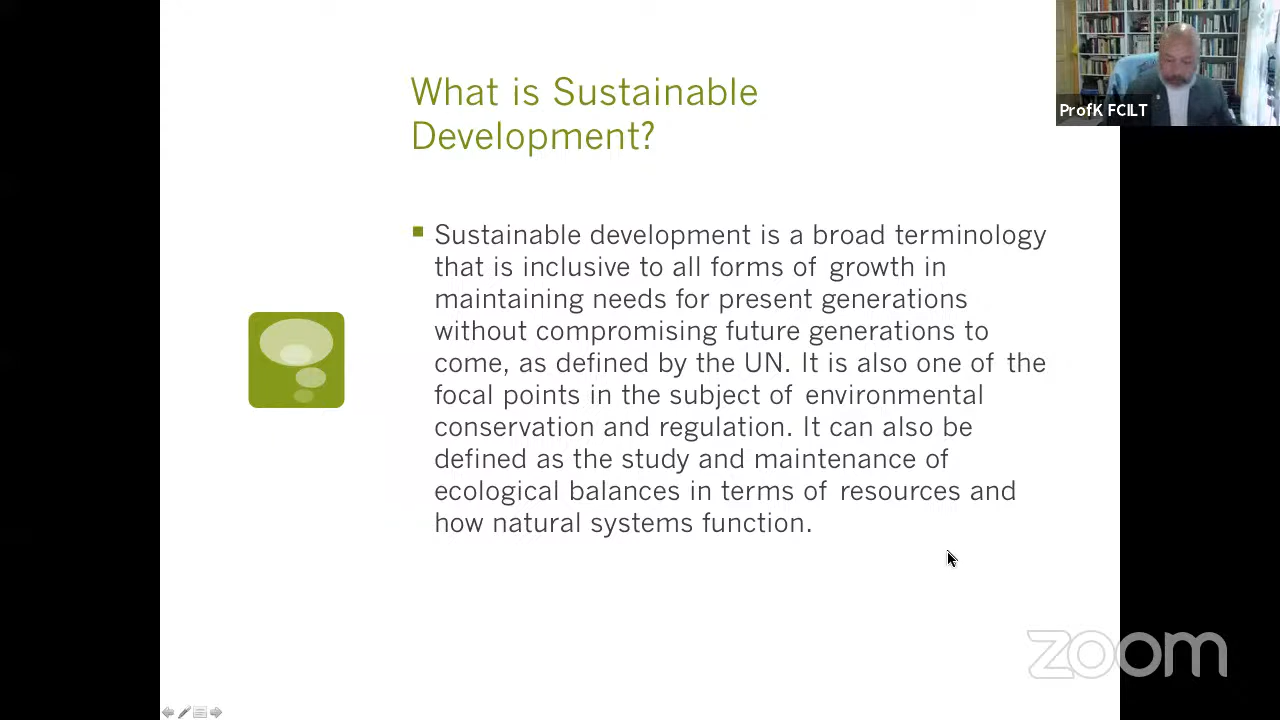 What is Sustainable
Development?
Sustainable development is a broad terminology
that is inclusive to all forms of growth in
maintaining needs for present generations
without compromising future generations to
come, as defined by the UN. It is also one of the
focal points in the subject of environmental
conservation and regulation. It can also be
defined as the study and maintenance of
ecological balances in terms of resources and
how natural systems function.
ProfK FCILT
zoom